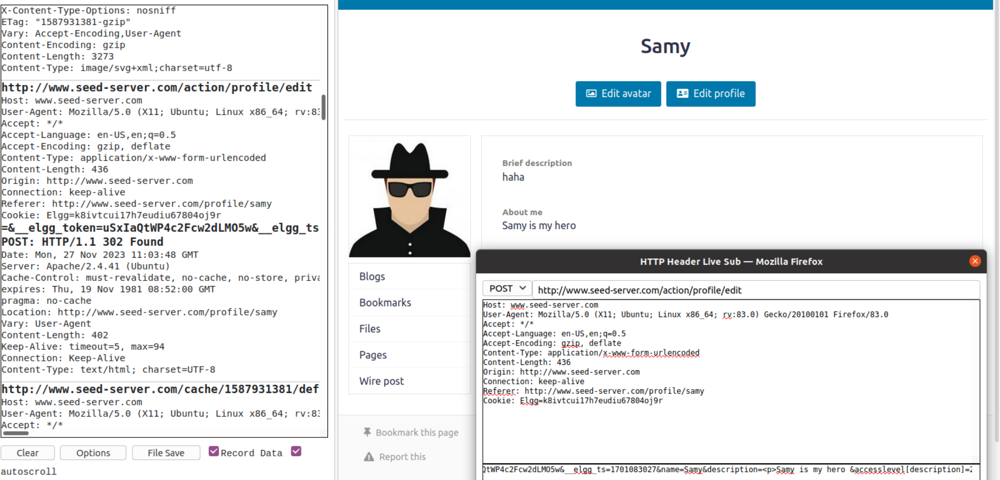 X-Content-Type-Options: nosniff
ETag: "1587931381-gzip"
Vary: Accept-Encoding,User-Agent
Content-Encoding: gzip
Content-Length: 3273
Content-Type: image/svg+xml;charset=utf-8
http://www.seed-server.com/action/profile/edit
Host: www.seed-server.com
User-Agent: Mozilla/5.0 (X11; Ubuntu; Linux x86_64; rv:83
Accept: */*
Accept-Language: en-US,en;q=0.5
Accept-Encoding: gzip, deflate
Content-Type: application/x-www-form-urlencoded
Content-Length: 436
Origin: http://www.seed-server.com
Connection: keep-alive
Referer: http://www.seed-server.com/profile/samy
Cookie: Elgg=k8ivtcui17h7eudiu67804oj9r
=&__elgg_token=uSxIaQtWP4c2Fcw2dLMO5w&__elgg_ts
POST: HTTP/1.1 302 Found
Date: Mon, 27 Nov 2023 11:03:48 GMT
Server: Apache/2.4.41 (Ubuntu)
Cache-Control: must-revalidate, no-cache, no-store, priva
expires: Thu, 19 Nov 1981 08:52:00 GMT
pragma: no-cache
Location: http://www.seed-server.com/profile/samy
Vary: User-Agent
Content-Length: 402
Keep-Alive: timeout=5, max=94
Connection: Keep-Alive
Content-Type: text/html; charset=UTF-8
http://www.seed-server.com/cache/1587931381/def
Host: www.seed-server.com
User-Agent: Mozilla/5.0 (X11; Ubuntu; Linux x86_64; rv:83
Accept: */*
Clear
Options
File Save
Record Data
autoscroll
Samy
Edit avatar
Edit profile
Brief description
haha
About me
Samy is my hero
Blogs
Bookmarks
Files
Pages
Wire post
Bookmark this page
Report this
HTTP Header Live Sub — Mozilla Firefox
POST http://www.seed-server.com/action/profile/edit
Host: www.seed-server.com
User-Agent: Mozilla/5.0 (X11; Ubuntu; Linux x86_64; rv:83.0) Gecko/20100101 Firefox/83.0
Accept: */*
Accept-Language: en-US,en;q=0.5
Accept-Encoding: gzip, deflate
Content-Type: application/x-www-form-urlencoded
Content-Length: 436
Origin: http://www.seed-server.com
Connection: keep-alive
Referer: http://www.seed-server.com/profile/samy
Cookie: Elgg=k8ivtcui17h7eudiu67804oj9r
QtWP4c2Fcw2dLMO5w&__elgg_ts=1701083027&name=Samy&description=<p>Samy is my hero &accesslevel[description]=2